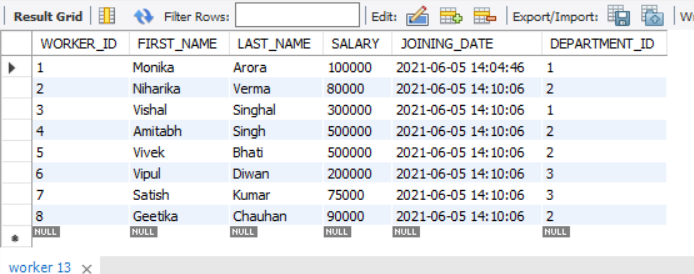 Result Grid Filter Rows: Edit: Export/Import:
WORKER_ID FIRST_NAME LAST_NAME SALARY JOINING_DATE DEPARTMENT_ID
1 Monika Arora 100000 2021-06-05 14:04:46 1
2 Niharika Verma 80000 2021-06-05 14:10:06 2
3 Vishal Singhal 300000 2021-06-05 14:10:06 1
4 Amitabh Singh 500000 2021-06-05 14:10:06 2
5 Vivek Bhati 500000 2021-06-05 14:10:06 2
6 Vipul Diwan 200000 2021-06-05 14:10:06 3
7 Satish Kumar 75000 2021-06-05 14:10:06 3
8 Geetika Chauhan 90000 2021-06-05 14:10:06 2
NULL NULL NULL NULL NULL NULL
worker 13